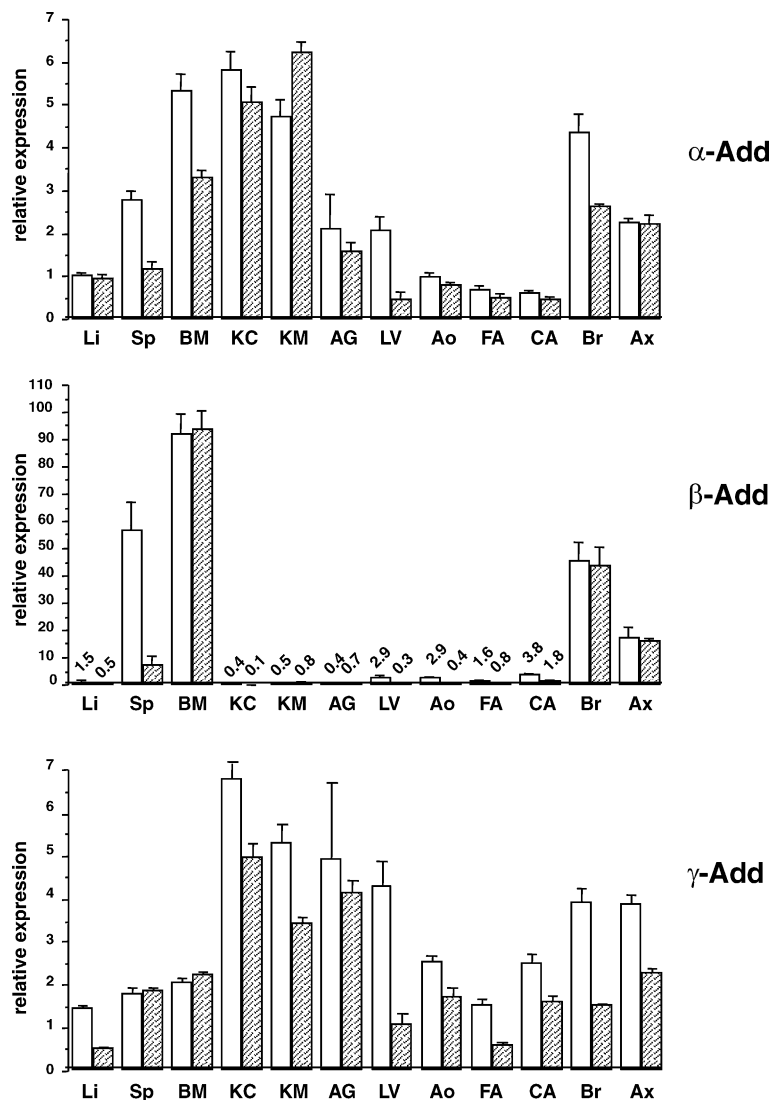 7
6
5
4
3
2
1
0
relative expression
α-Add
Li Sp BM KC KM AG LV Ao FA CA Br Ax
110
100
90
80
70
60
50
40
30
20
10
0
relative expression
β-Add
1.5 0.5 0.4 0.1 0.5 0.8 0.4 0.7 2.9 0.3 2.9 0.4 1.6 0.8 3.8 1.8
Li Sp BM KC KM AG LV Ao FA CA Br Ax
7
6
5
4
3
2
1
0
relative expression
γ-Add
Li Sp BM KC KM AG LV Ao FA CA Br Ax